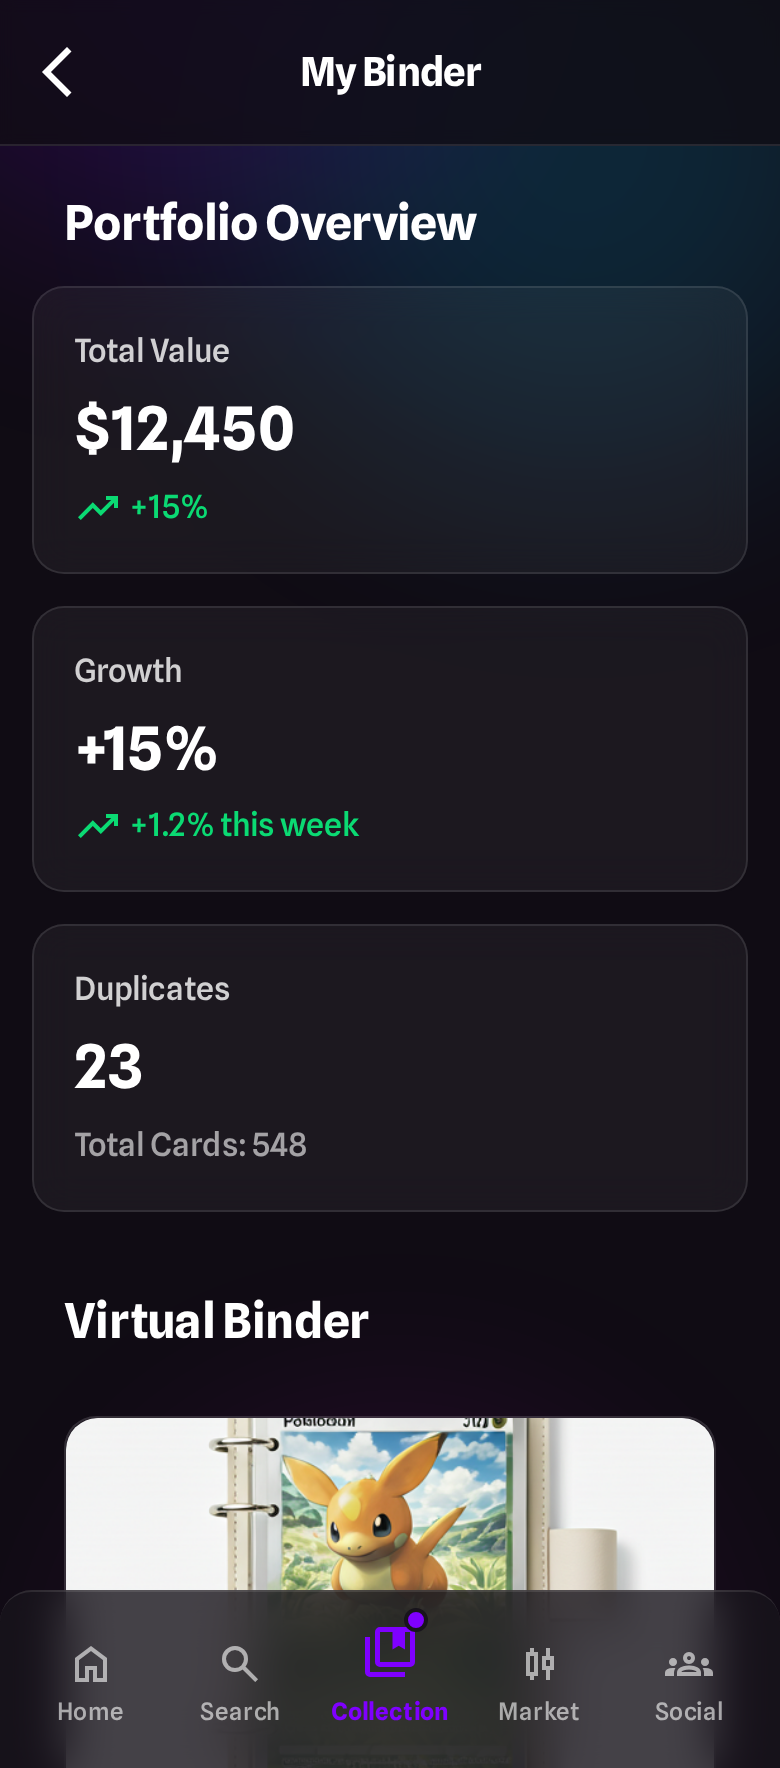 My Binder
Portfolio Overview
Total Value
$12,450
+15%
Growth
+15%
+1.2% this week
Duplicates
23
Total Cards: 548
Virtual Binder
Home
Search
Collection
Market
Social